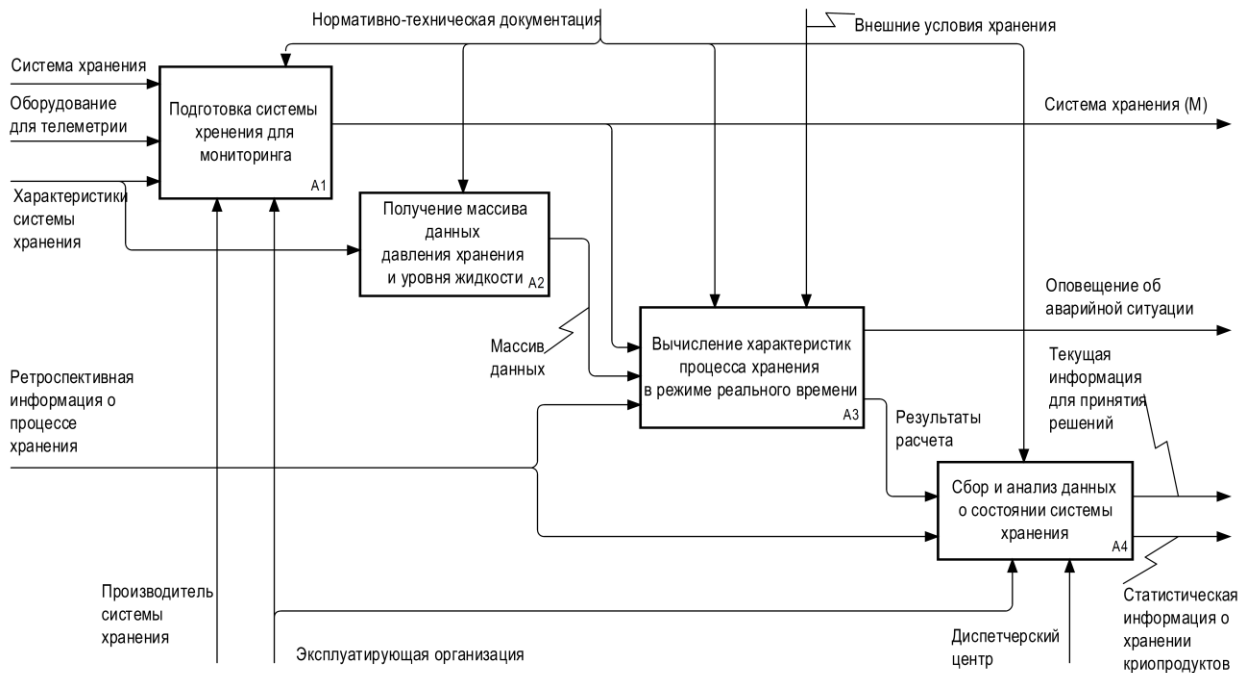 Нормативно-техническая документация
Внешние условия хранения
Система хранения
Оборудование
для телеметрии
Характеристики
системы
хранения
Подготовка системы
хренения для
мониторинга
A1
Система хранения (М)
Получение массива
данных
давления хранения
и уровня жидкости
A2
Массив
данных
Вычисление характеристик
процесса хранения
в режиме реального времени
A3
Оповещение об
аварийной ситуации
Ретроспективная
информация о
процессе
хранения
Результаты
расчета
Текущая
информация
для принятия
решений
Сбор и анализ данных
о состоянии системы
хранения
A4
Производитель
системы
хранения
Эксплуатирующая организация
Диспетчерский
центр
Статистическая
информация о
хранении
криопродуктов